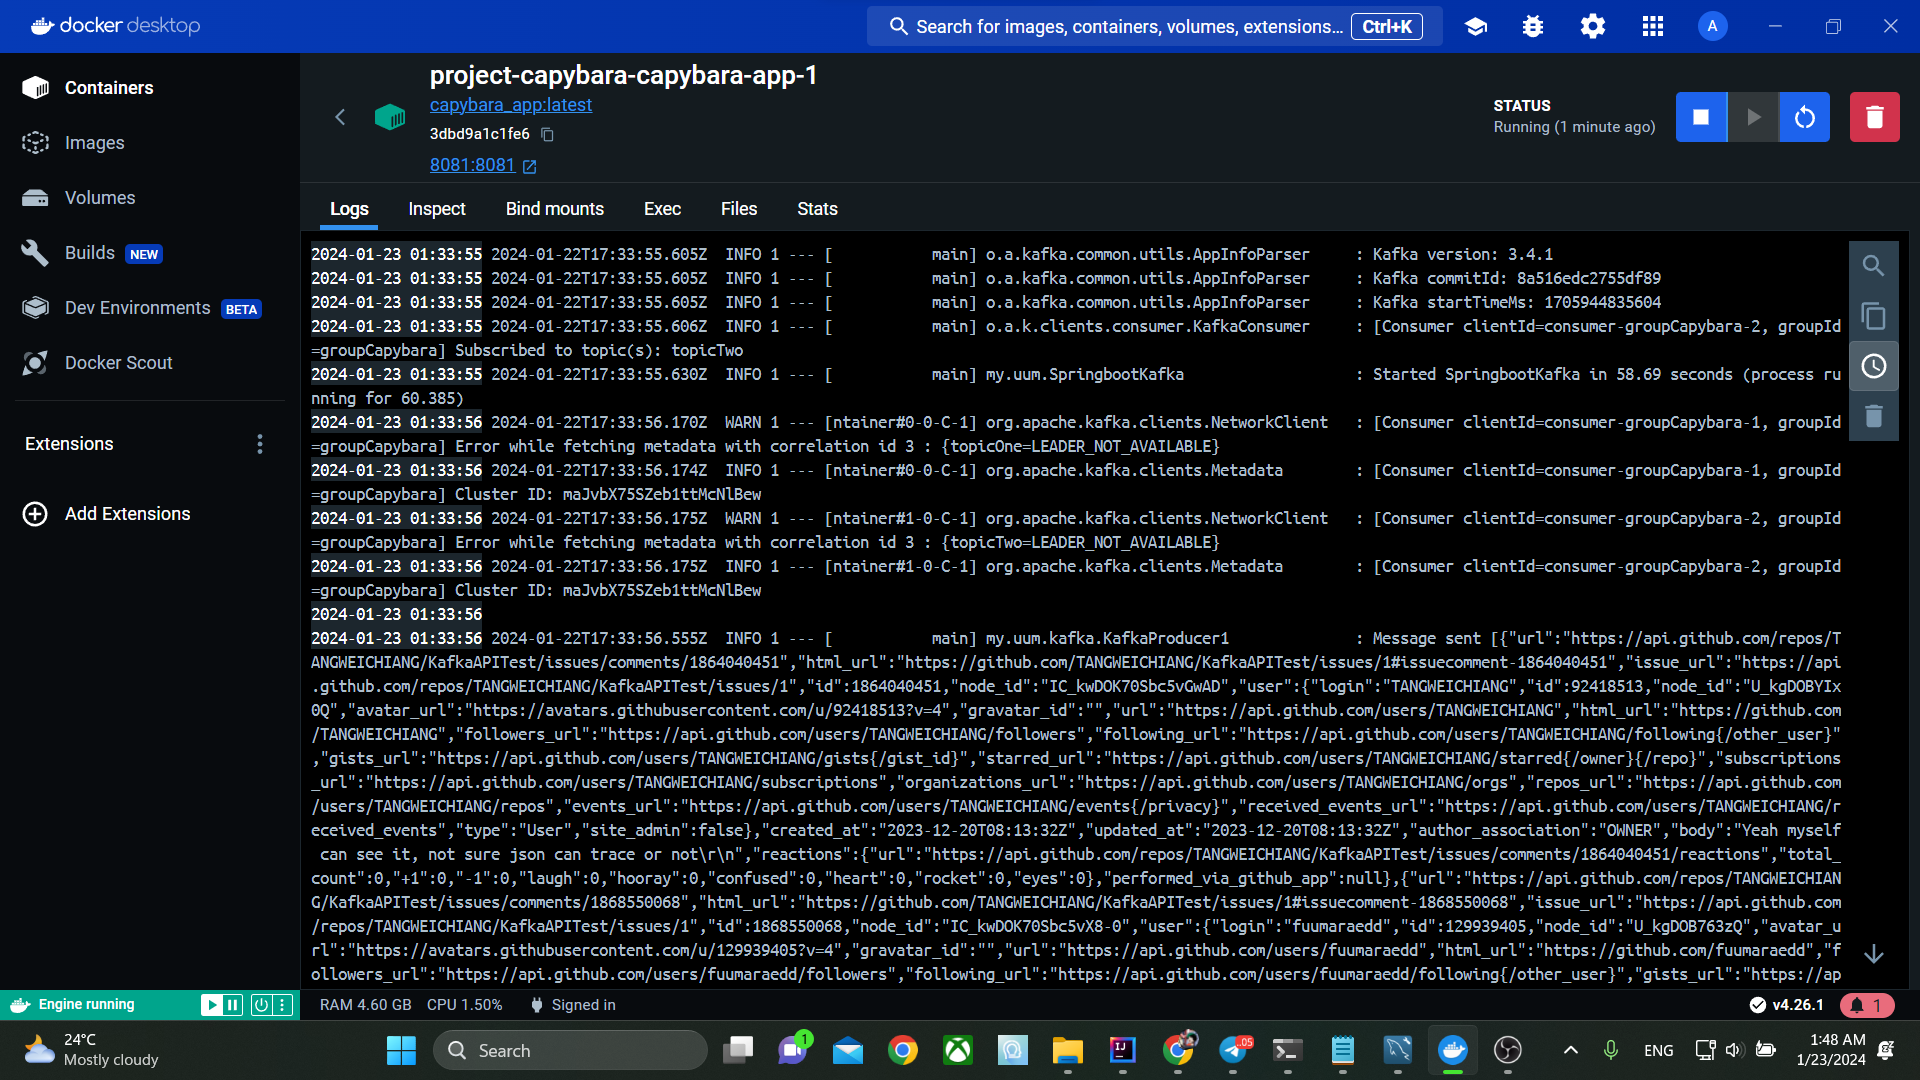 docker desktop
Search for images, containers, volumes, extensions... Ctrl+K
A
Containers
Images
Volumes
Builds NEW
Dev Environments BETA
Docker Scout
Extensions
Add Extensions
project-capybara-capybara-app-1
capybara_app:latest
3dbd9a1c1fe6
8081:8081
STATUS
Running (1 minute ago)
Logs Inspect Bind mounts Exec Files Stats
2024-01-23 01:33:55 2024-01-22T17:33:55.605Z  INFO 1 --- [           main] o.a.kafka.common.utils.AppInfoParser     : Kafka version: 3.4.1
2024-01-23 01:33:55 2024-01-22T17:33:55.605Z  INFO 1 --- [           main] o.a.kafka.common.utils.AppInfoParser     : Kafka commitId: 8a516edc2755df89
2024-01-23 01:33:55 2024-01-22T17:33:55.605Z  INFO 1 --- [           main] o.a.kafka.common.utils.AppInfoParser     : Kafka startTimeMs: 1705944835604
2024-01-23 01:33:55 2024-01-22T17:33:55.606Z  INFO 1 --- [           main] o.a.k.clients.consumer.KafkaConsumer     : [Consumer clientId=consumer-groupCapybara-2, groupId
=groupCapybara] Subscribed to topic(s): topicTwo
2024-01-23 01:33:55 2024-01-22T17:33:55.630Z  INFO 1 --- [           main] my.uum.SpringbootKafka                   : Started SpringbootKafka in 58.69 seconds (process ru
nning for 60.385)
2024-01-23 01:33:56 2024-01-22T17:33:56.170Z  WARN 1 --- [ntainer#0-0-C-1] org.apache.kafka.clients.NetworkClient   : [Consumer clientId=consumer-groupCapybara-1, groupId
=groupCapybara] Error while fetching metadata with correlation id 3 : {topicOne=LEADER_NOT_AVAILABLE}
2024-01-23 01:33:56 2024-01-22T17:33:56.174Z  INFO 1 --- [ntainer#0-0-C-1] org.apache.kafka.clients.Metadata        : [Consumer clientId=consumer-groupCapybara-1, groupId
=groupCapybara] Cluster ID: maJvbX75SZeb1ttMcNlBew
2024-01-23 01:33:56 2024-01-22T17:33:56.175Z  WARN 1 --- [ntainer#1-0-C-1] org.apache.kafka.clients.NetworkClient   : [Consumer clientId=consumer-groupCapybara-2, groupId
=groupCapybara] Error while fetching metadata with correlation id 3 : {topicTwo=LEADER_NOT_AVAILABLE}
2024-01-23 01:33:56 2024-01-22T17:33:56.175Z  INFO 1 --- [ntainer#1-0-C-1] org.apache.kafka.clients.Metadata        : [Consumer clientId=consumer-groupCapybara-2, groupId
=groupCapybara] Cluster ID: maJvbX75SZeb1ttMcNlBew
2024-01-23 01:33:56
2024-01-23 01:33:56 2024-01-22T17:33:56.555Z  INFO 1 --- [           main] my.uum.kafka.KafkaProducer1              : Message sent [{"url":"https://api.github.com/repos/T
ANGWEICHIANG/KafkaAPITest/issues/comments/1864040451","html_url":"https://github.com/TANGWEICHIANG/KafkaAPITest/issues/1#issuecomment-1864040451","issue_url":"https://api
.github.com/repos/TANGWEICHIANG/KafkaAPITest/issues/1","id":1864040451,"node_id":"IC_kwDOK70Sbc5vGwAD","user":{"login":"TANGWEICHIANG","id":92418513,"node_id":"U_kgDOBYIx
0Q","avatar_url":"https://avatars.githubusercontent.com/u/92418513?v=4","gravatar_id":"","url":"https://api.github.com/users/TANGWEICHIANG","html_url":"https://github.com
/TANGWEICHIANG","followers_url":"https://api.github.com/users/TANGWEICHIANG/followers","following_url":"https://api.github.com/users/TANGWEICHIANG/following{/other_user}"
,"gists_url":"https://api.github.com/users/TANGWEICHIANG/gists{/gist_id}","starred_url":"https://api.github.com/users/TANGWEICHIANG/starred{/owner}{/repo}","subscriptions
_url":"https://api.github.com/users/TANGWEICHIANG/subscriptions","organizations_url":"https://api.github.com/users/TANGWEICHIANG/orgs","repos_url":"https://api.github.com
/users/TANGWEICHIANG/repos","events_url":"https://api.github.com/users/TANGWEICHIANG/events{/privacy}","received_events_url":"https://api.github.com/users/TANGWEICHIANG/r
eceived_events","type":"User","site_admin":false},"created_at":"2023-12-20T08:13:32Z","updated_at":"2023-12-20T08:13:32Z","author_association":"OWNER","body":"Yeah myself
 can see it, not sure json can trace or not\r\n","reactions":{"url":"https://api.github.com/repos/TANGWEICHIANG/KafkaAPITest/issues/comments/1864040451/reactions","total_
count":0,"+1":0,"-1":0,"laugh":0,"hooray":0,"confused":0,"heart":0,"rocket":0,"eyes":0},"performed_via_github_app":null},{"url":"https://api.github.com/repos/TANGWEICHIAN
G/KafkaAPITest/issues/comments/1868550068","html_url":"https://github.com/TANGWEICHIANG/KafkaAPITest/issues/1#issuecomment-1868550068","issue_url":"https://api.github.com
/repos/TANGWEICHIANG/KafkaAPITest/issues/1","id":1868550068,"node_id":"IC_kwDOK70Sbc5vX8-0","user":{"login":"fuumaraedd","id":129939405,"node_id":"U_kgDOB763zQ","avatar_u
rl":"https://avatars.githubusercontent.com/u/129939405?v=4","gravatar_id":"","url":"https://api.github.com/users/fuumaraedd","html_url":"https://github.com/fuumaraedd","f
ollowers_url":"https://api.github.com/users/fuumaraedd/followers","following_url":"https://api.github.com/users/fuumaraedd/following{/other_user}","gists_url":"https://ap
Engine running
RAM 4.60 GB CPU 1.50% Signed in
v4.26.1
1
24°C
Mostly cloudy
Search
1
IJ
.05
ENG
1:48 AM
1/23/2024